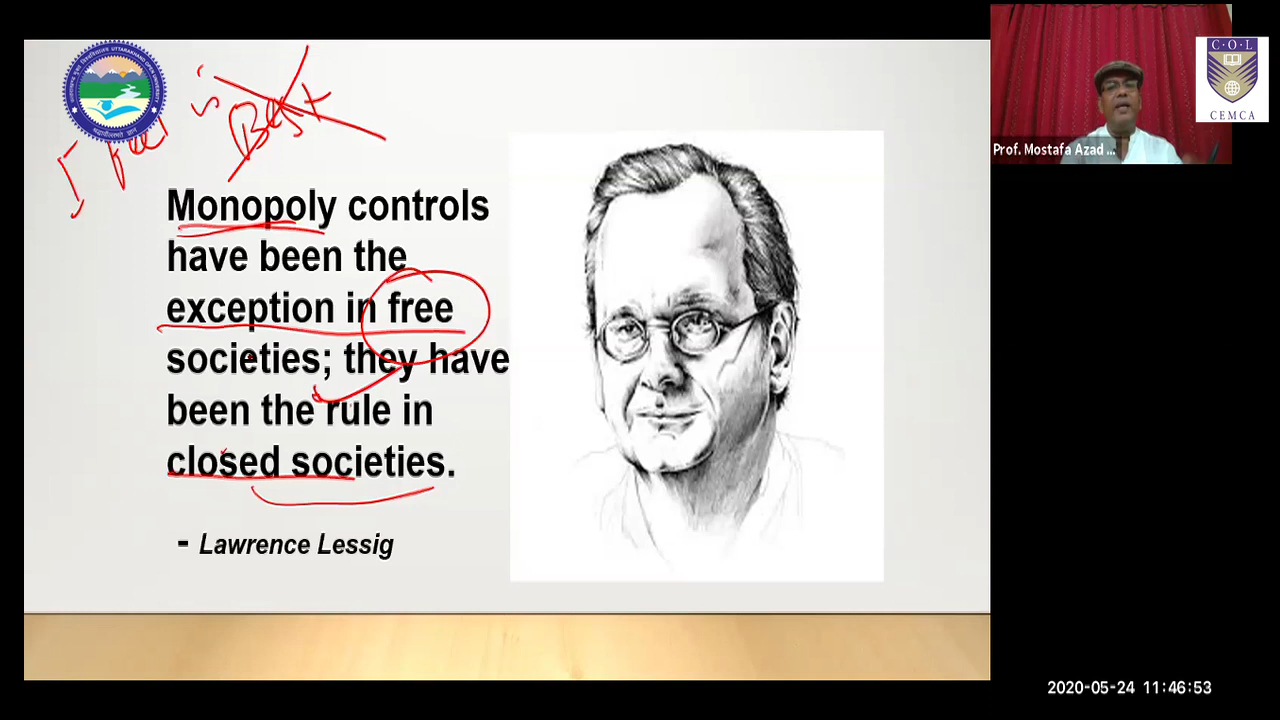 I feel is Best
Monopoly controls
have been the
exception in free
societies; they have
been the rule in
closed societies.
- Lawrence Lessig
Prof. Mostafa Azad ...
C·O·L
CEMCA
2020-05-24 11:46:53